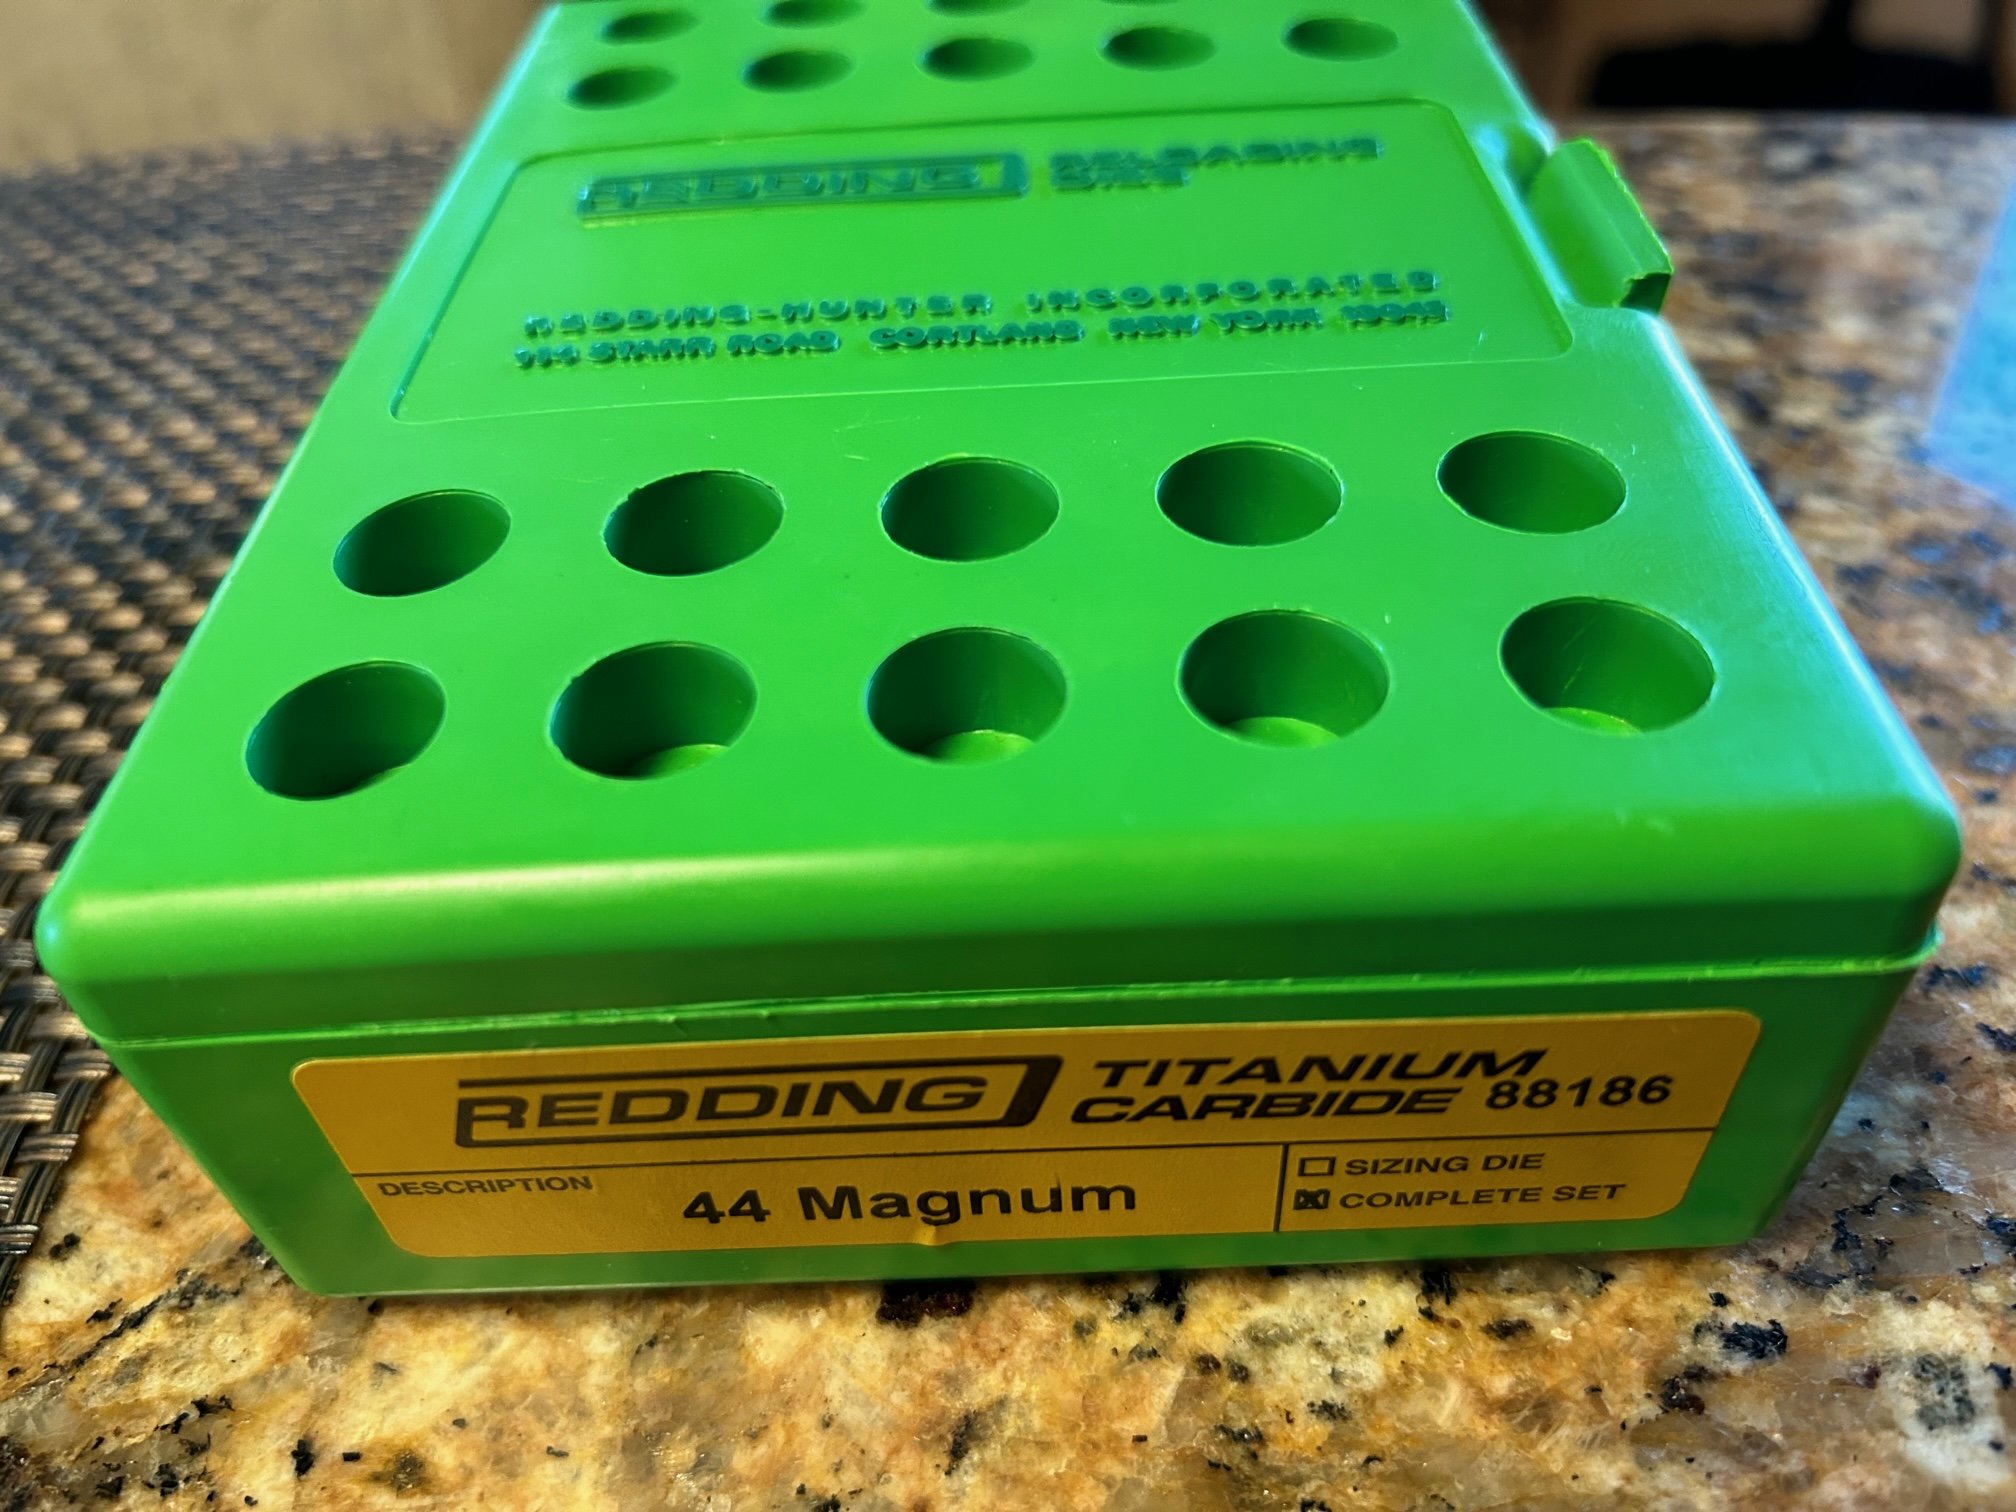 REDDING RELOADING
DIES
REDDING-HUNTER INCORPORATED
114 STARR ROAD CORTLAND NEW YORK 13045
REDDING TITANIUM
CARBIDE 88186
DESCRIPTION
44 Magnum
SIZING DIE
COMPLETE SET